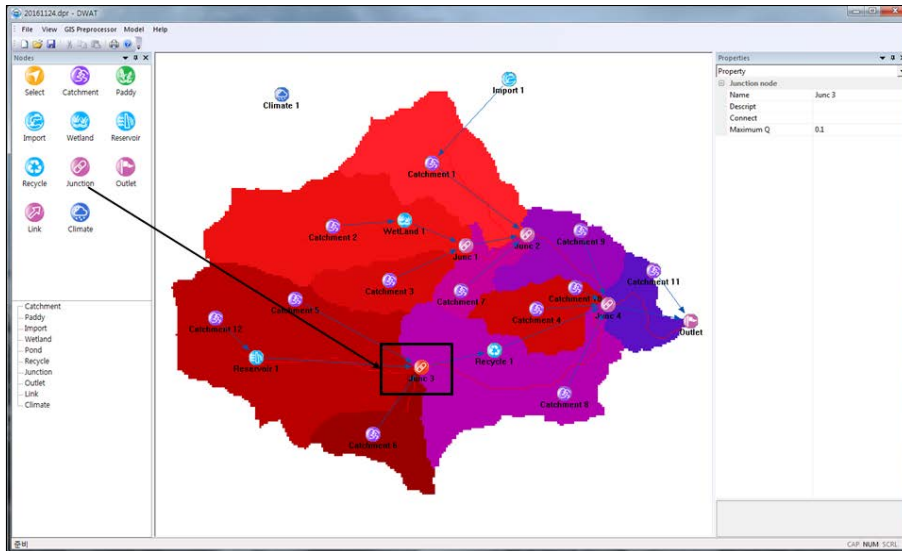 20161124.dpr - DWAT
File View GIS Preprocessor Model Help
Nodes
Select Catchment Paddy
Import Wetland Reservoir
Recycle Junction Outlet
Link Climate
Catchment
Paddy
Import
Wetland
Pond
Recycle
Junction
Outlet
Link
Climate
Climate 1
Import 1
Catchment 1
Catchment 2
WetLand 1
Junc 1
Junc 2
Catchment 9
Catchment 3
Catchment 7
Catchment 11
Catchment 5
Catchment 4
Junc 4
Catchment 12
Outlet
Reservoir 1
Junc 3
Recycle 1
Catchment 8
Catchment 6
Properties
Property
Junction node
Name Junc 3
Descript
Connect
Maximum Q 0.1
준비
CAP NUM SCRL